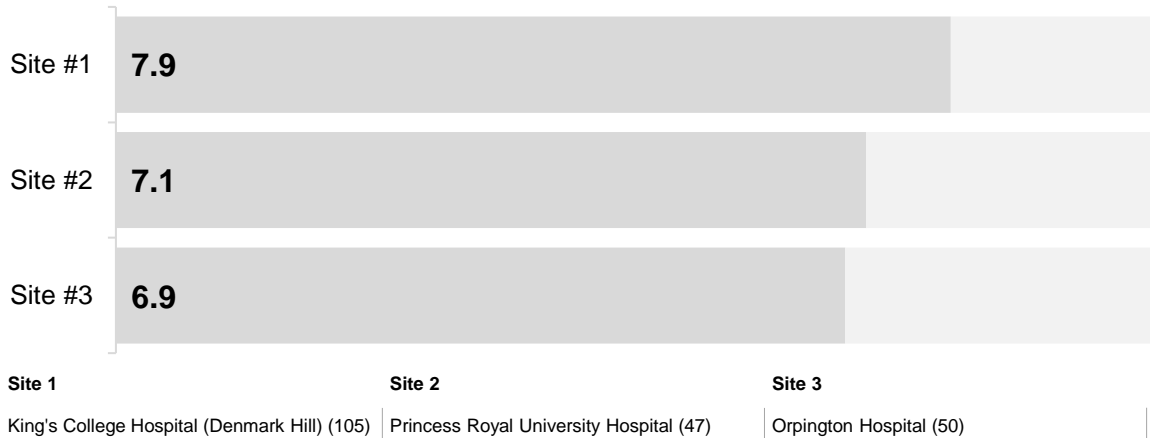 Site #1
7.9
Site #2
7.1
Site #3
6.9
Site 1 Site 2 Site 3
King's College Hospital (Denmark Hill) (105) Princess Royal University Hospital (47) Orpington Hospital (50)